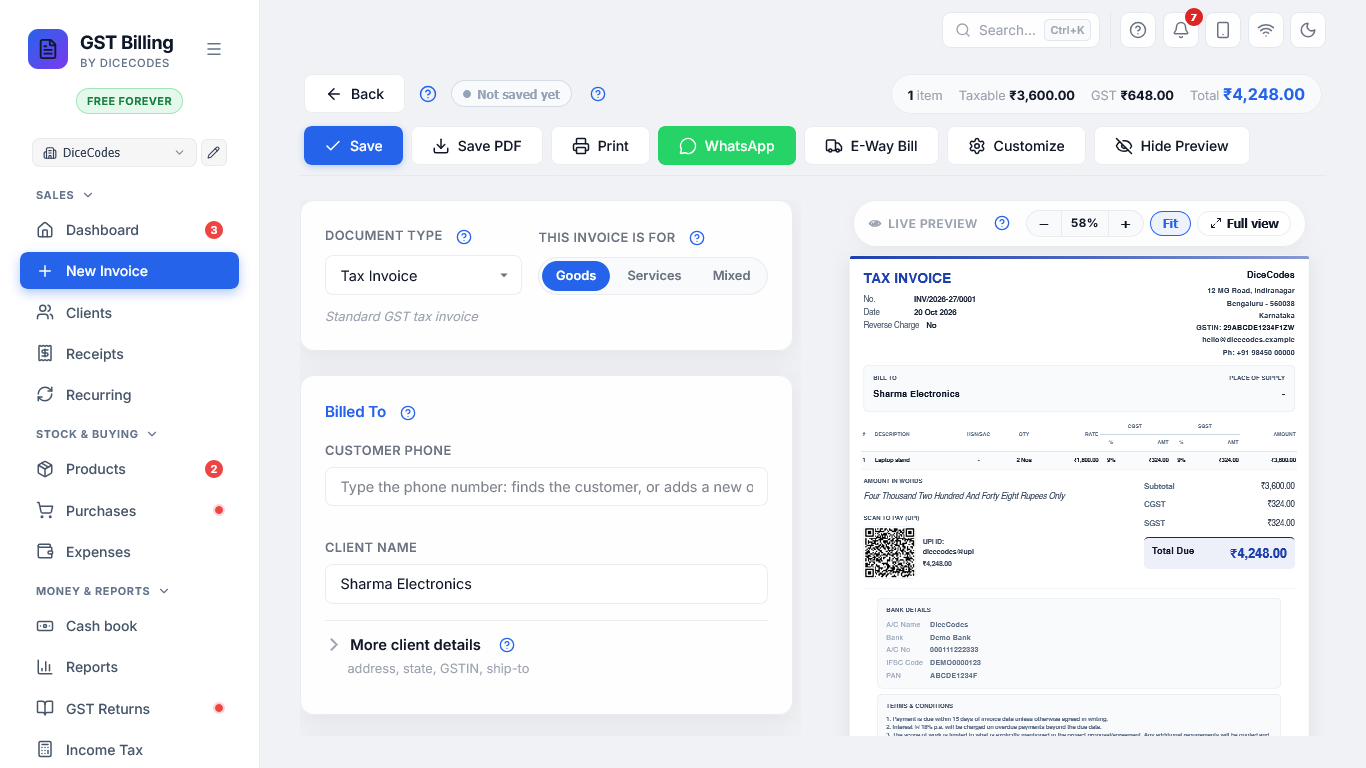 GST Billing
BY DICECODES
FREE FOREVER
DiceCodes
SALES
Dashboard 3
New Invoice
Clients
Receipts
Recurring
STOCK & BUYING
Products 2
Purchases
Expenses
MONEY & REPORTS
Cash book
Reports
GST Returns
Income Tax
Search... Ctrl+K
7
Back
Not saved yet
1 item Taxable ₹3,600.00 GST ₹648.00 Total ₹4,248.00
Save
Save PDF
Print
WhatsApp
E-Way Bill
Customize
Hide Preview
DOCUMENT TYPE
Tax Invoice
Standard GST tax invoice
THIS INVOICE IS FOR
Goods Services Mixed
Billed To
CUSTOMER PHONE
Type the phone number: finds the customer, or adds a new o
CLIENT NAME
Sharma Electronics
More client details
address, state, GSTIN, ship-to
LIVE PREVIEW
58%
Fit
Full view
TAX INVOICE
No. INV/2026-27/0001
Date 20 Oct 2026
Reverse Charge No
DiceCodes
12 MG Road, Indiranagar
Bengaluru - 560038
Karnataka
GSTIN: 29ABCDE1234F1ZW
hello@dicecodes.example
Ph: +91 98450 00000
BILL TO
Sharma Electronics
PLACE OF SUPPLY
-
# DESCRIPTION HSN/SAC QTY RATE CGST SGST AMOUNT
% AMT % AMT
1 Laptop stand - 2 Nos ₹1,800.00 9% ₹324.00 9% ₹324.00 ₹3,600.00
AMOUNT IN WORDS
Four Thousand Two Hundred And Forty Eight Rupees Only
SCAN TO PAY (UPI)
UPI ID:
dicecodes@upi
₹4,248.00
Subtotal ₹3,600.00
CGST ₹324.00
SGST ₹324.00
Total Due ₹4,248.00
BANK DETAILS
A/C Name DiceCodes
Bank Demo Bank
A/C No 000111222333
IFSC Code DEMO0000123
PAN ABCDE1234F
TERMS & CONDITIONS
1. Payment is due within 15 days of invoice date unless otherwise agreed in writing.
2. Interest @ 18% p.a. will be charged on overdue payments beyond the due date.